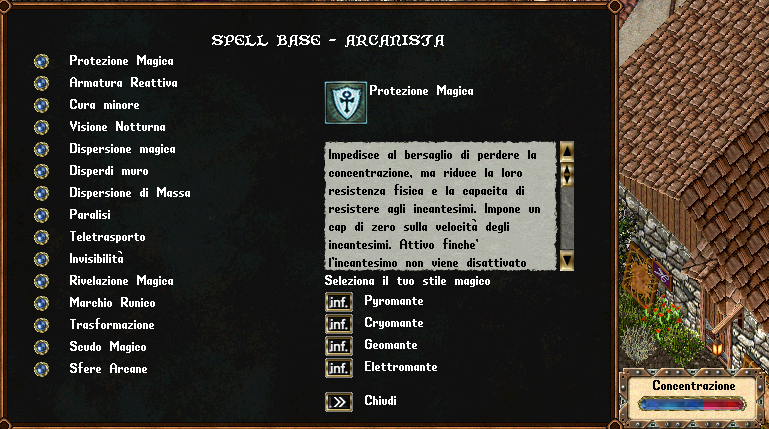 SPELL BASE - ARCANISTA
Protezione Magica
Armatura Reattiva
Cura minore
Visione Notturna
Dispersione magica
Disperdi muro
Dispersione di Massa
Paralisi
Teletrasporto
Invisibilità
Rivelazione Magica
Marchio Runico
Trasformazione
Scudo Magico
Sfere Arcane
Protezione Magica
Impedisce al bersaglio di perdere la
concentrazione, ma riduce la loro
resistenza fisica e la capacita di
resistere agli incantesimi. Impone un
cap di zero sulla velocità degli
incantesimi. Attivo finche'
l'incantesimo non viene disattivato
Seleziona il tuo stile magico
inf. Pyromante
inf. Cryomante
inf. Geomante
inf. Elettromante
>> Chiudi
Concentrazione